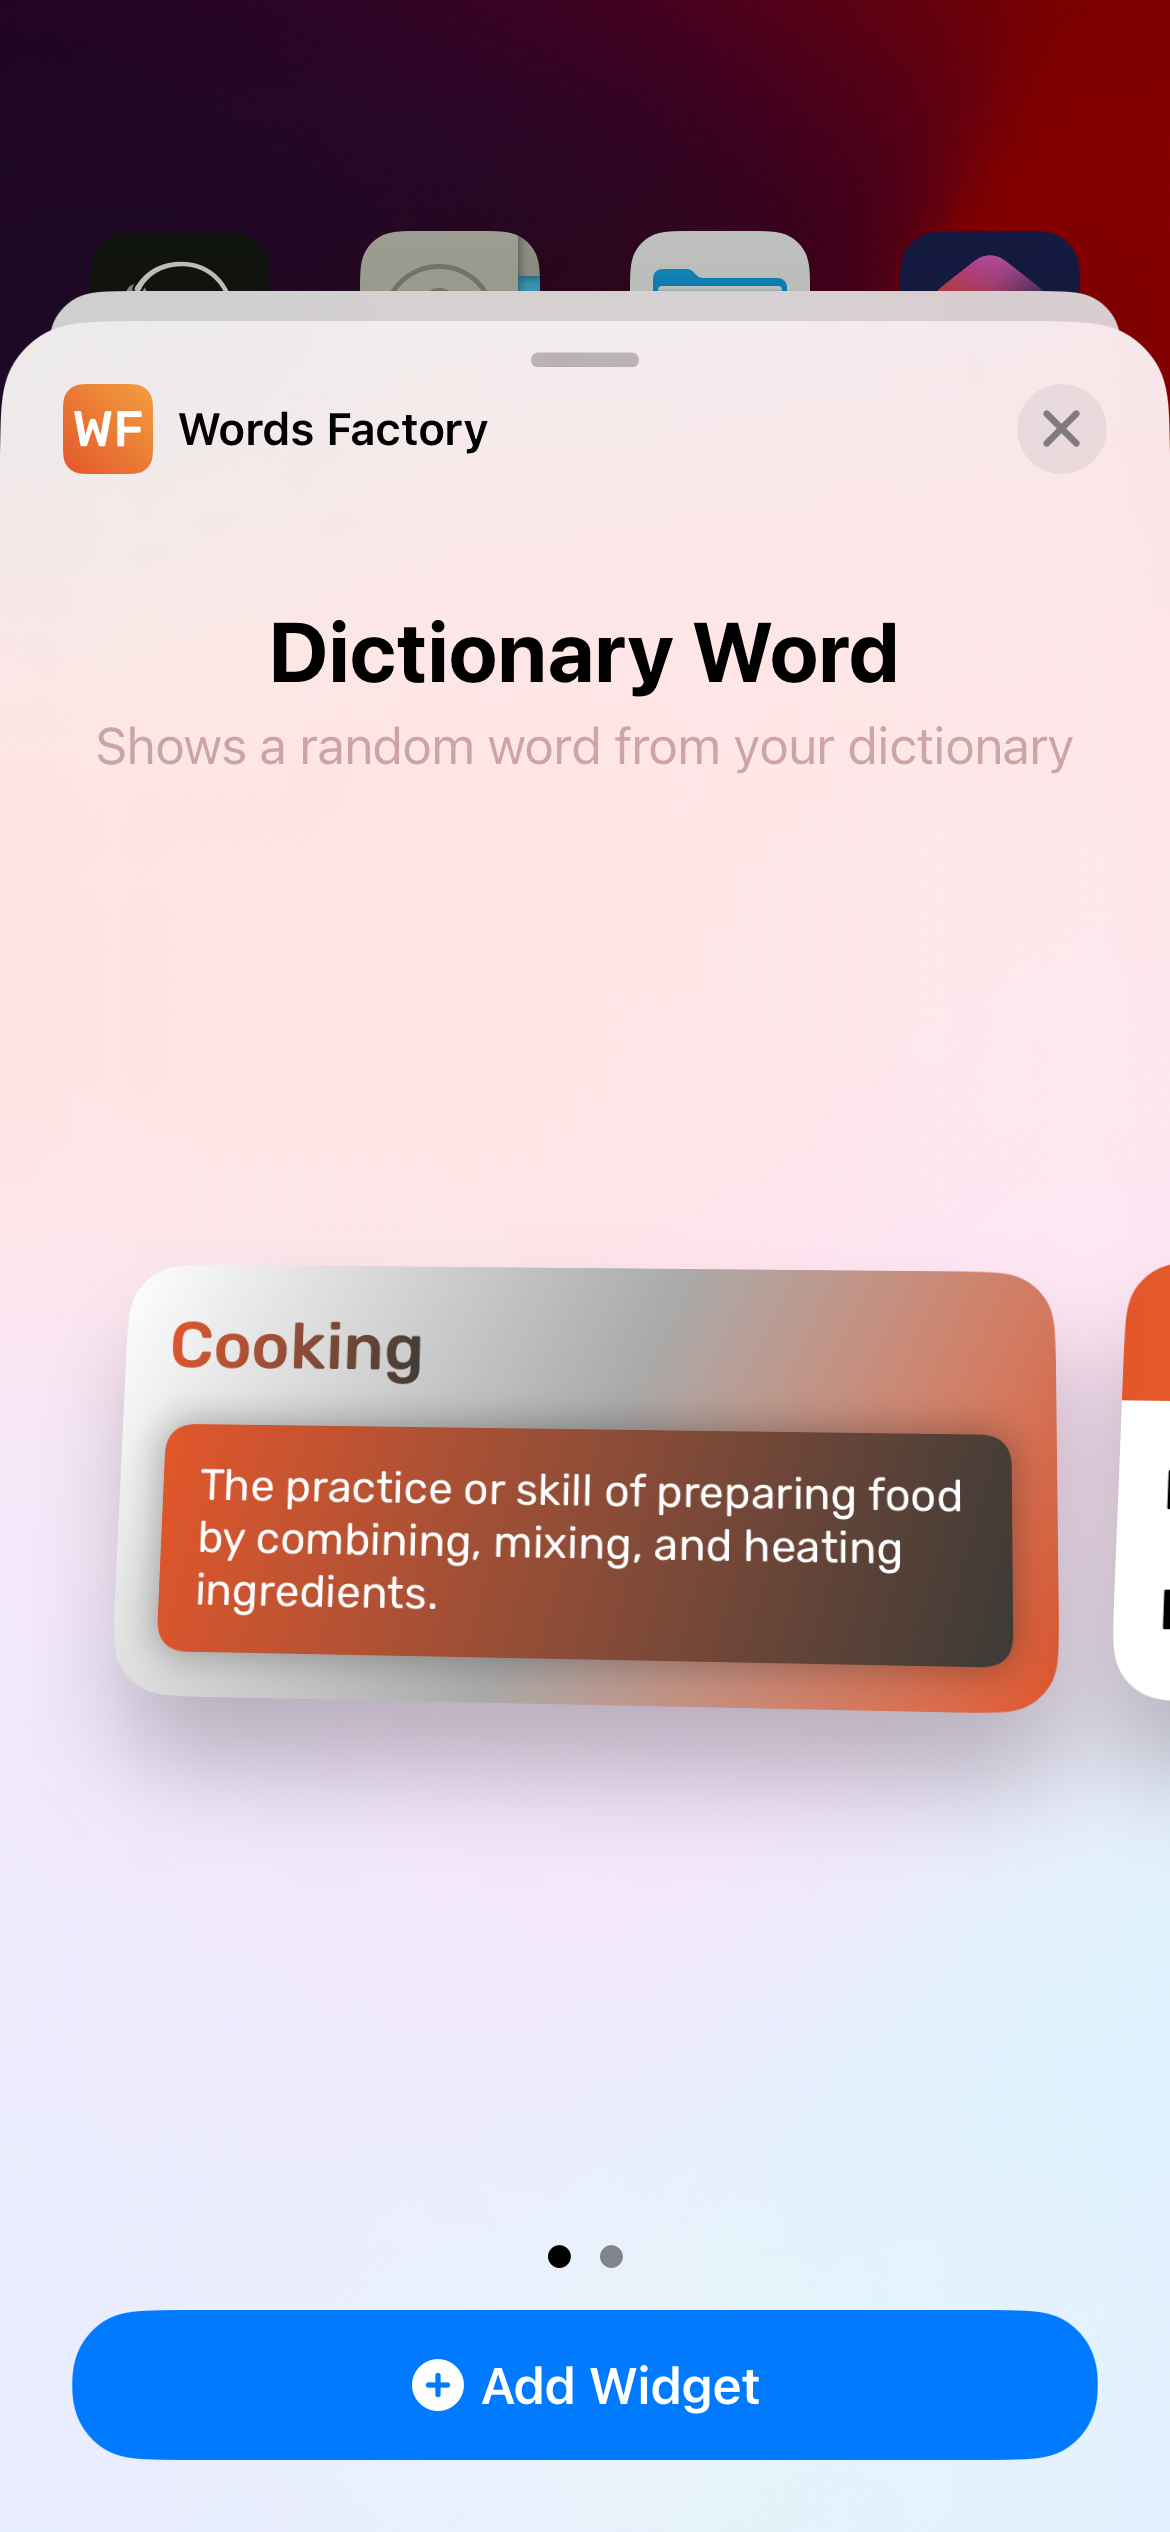 WF
Words Factory
Dictionary Word
Shows a random word from your dictionary
Cooking
The practice or skill of preparing food
by combining, mixing, and heating
ingredients.
Add Widget